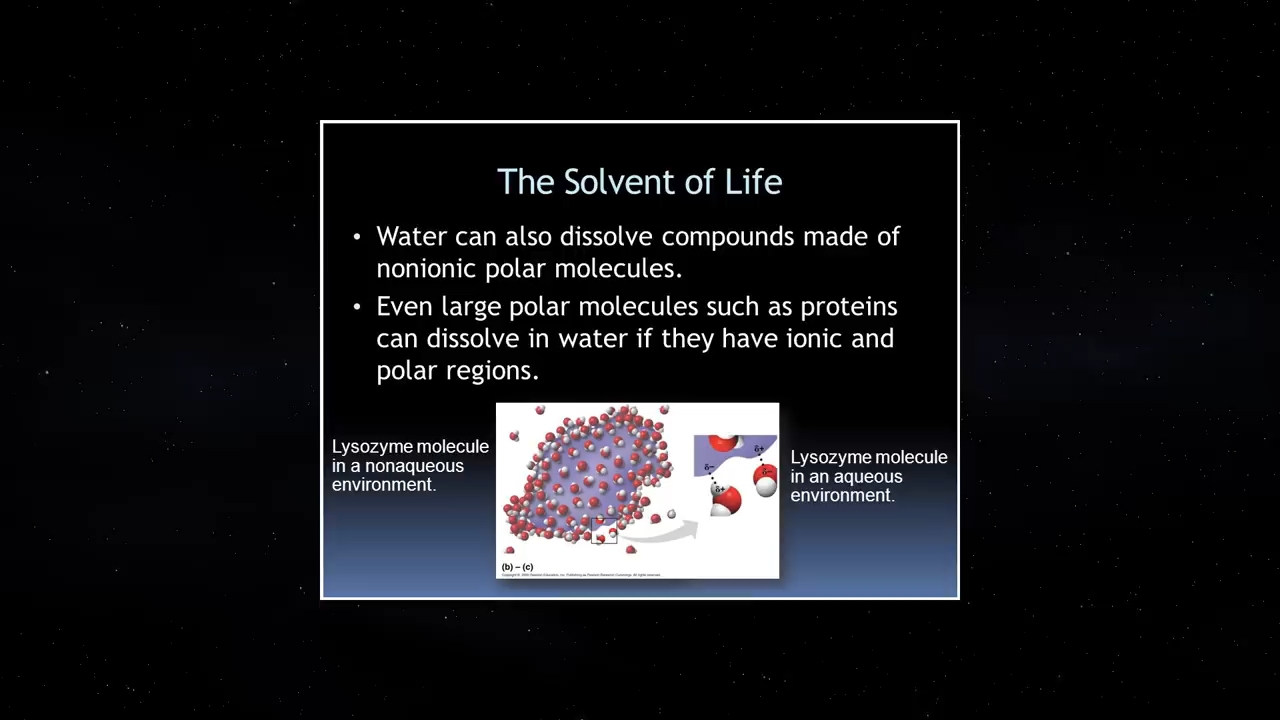 The Solvent of Life
• Water can also dissolve compounds made of
nonionic polar molecules.
• Even large polar molecules such as proteins
can dissolve in water if they have ionic and
polar regions.
Lysozyme molecule
in a nonaqueous
environment.
δ+
δ–
δ–
δ+
(b) – (c)
Lysozyme molecule
in an aqueous
environment.